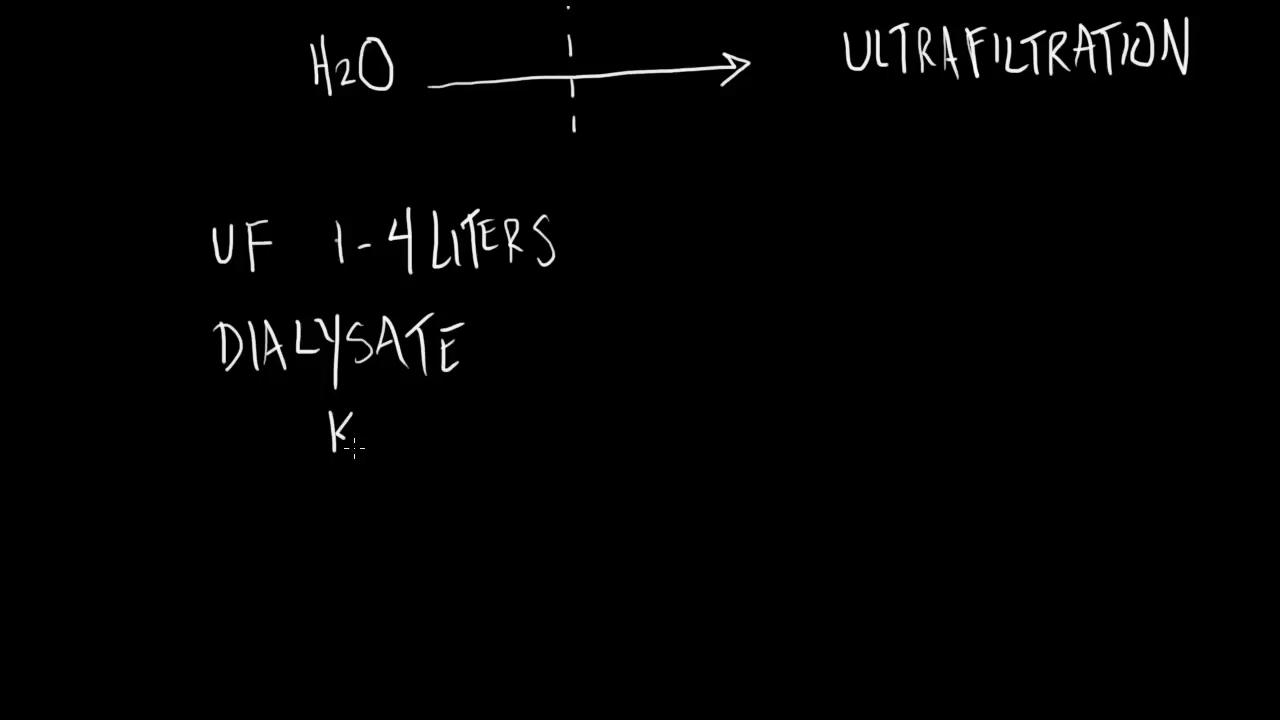 H2O ULTRAFILTRATION
UF 1-4 LITERS
DIALYSATE
K